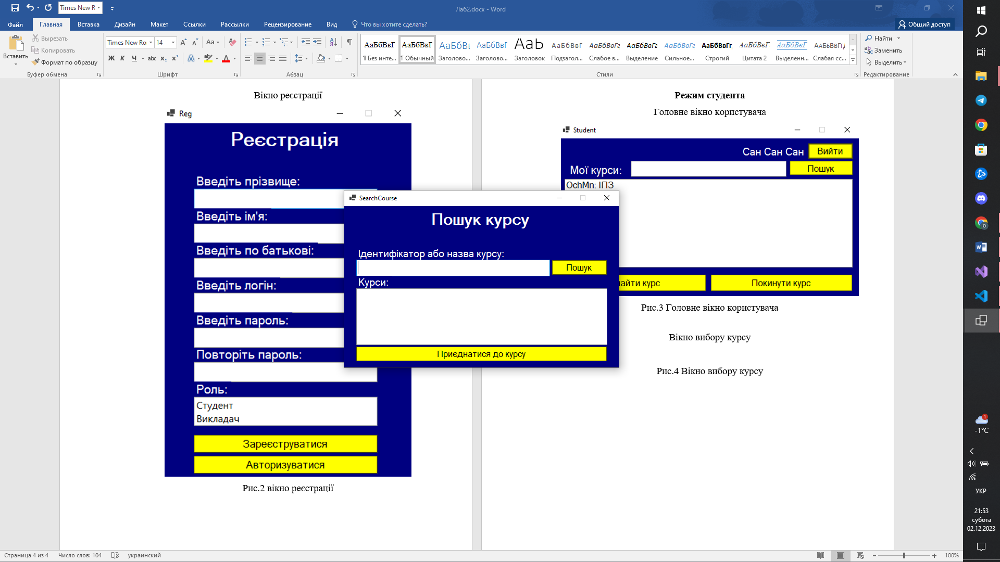 Times New R
Лаб2.docx - Word
Файл
Главная
Вставка
Дизайн
Макет
Ссылки
Рассылки
Рецензирование
Вид
Что вы хотите сделать?
Общий доступ
Вставить
Вырезать
Копировать
Формат по образцу
Буфер обмена
Times New Ro
14
Aa
Ж К Ч abc x₂ x²
Шрифт
Абзац
АаБбВвГ АаБбВвГ АаБбВ АаБбВвГ АаБ АаБбВвГ АаБбВвГг АаБбВвГг АаБбВвГг АаБбВвГг, АаБбВвГ АаБбВвГг ААБбВвГг
¶ Без инте... ¶ Обычный Заголово... Заголово... Заголовок Подзагол... Слабое в... Выделение Сильное... Строгий Цитата 2 Выделенн... Слабая сс...
Стили
Найти
Заменить
Выделить
Редактирование
Вікно реєстрації
Reg
Реєстрація
Введіть прізвище:
Введіть ім'я:
Введіть по батькові:
Введіть логін:
Введіть пароль:
Повторіть пароль:
Роль:
Студент
Викладач
Зареєструватися
Авторизуватися
Рис.2 вікно реєстрації
SearchCourse
Пошук курсу
Ідентифікатор або назва курсу:
Пошук
Курси:
Приєднатися до курсу
Режим студента
Головне вікно користувача
Student
Сан Сан Сан
Вийти
Мої курси:
Пошук
OchMn: ІПЗ
найти курс
Покинути курс
Рис.3 Головне вікно користувача
Вікно вибору курсу
Рис.4 Вікно вибору курсу
1
-1°C
УКР
21:53
субота
02.12.2023
Страница 4 из 4
Число слов: 104
украинский
100%